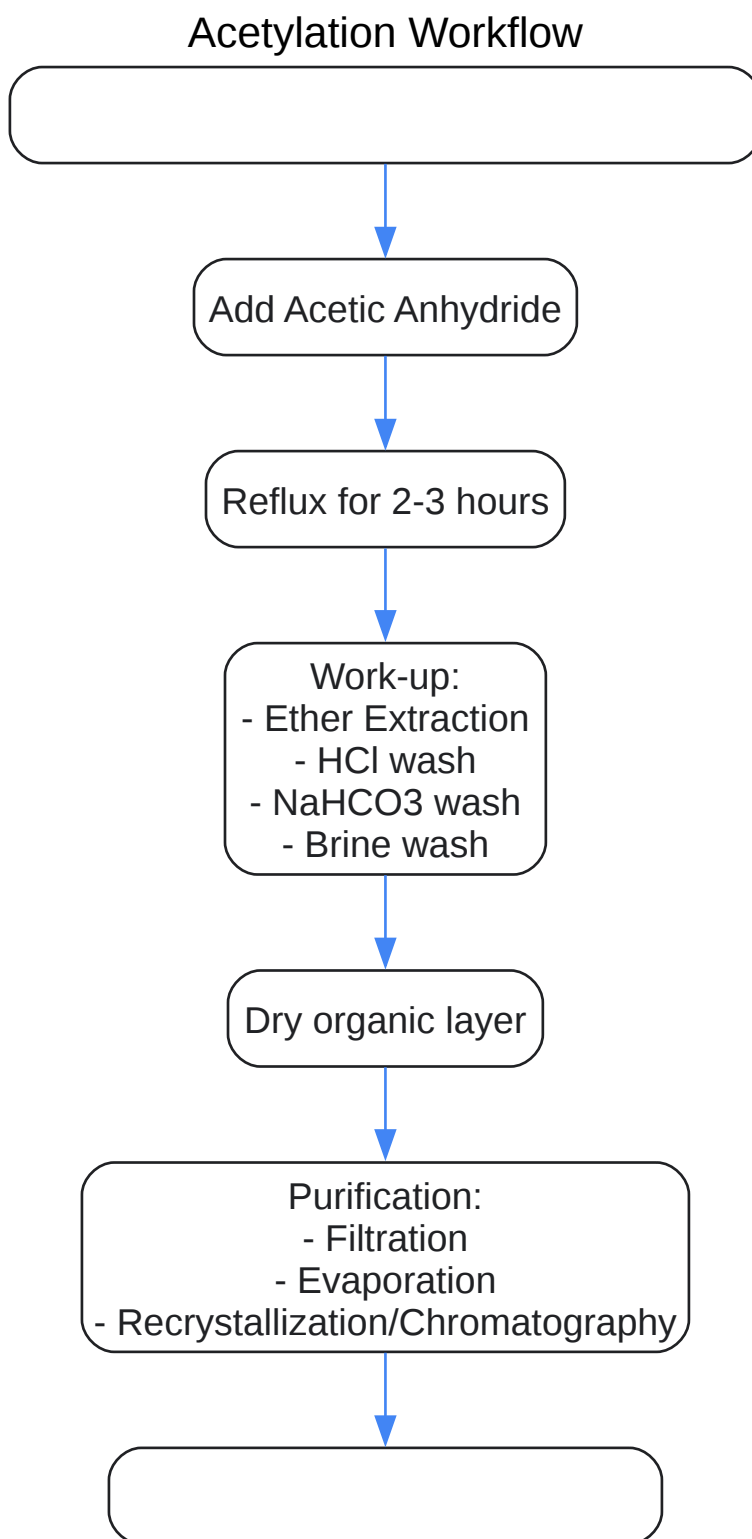 Acetylation Workflow
Add Acetic Anhydride
Reflux for 2-3 hours
Work-up:
- Ether Extraction
- HCl wash
- NaHCO3 wash
- Brine wash
Dry organic layer
Purification:
- Filtration
- Evaporation
- Recrystallization/Chromatography